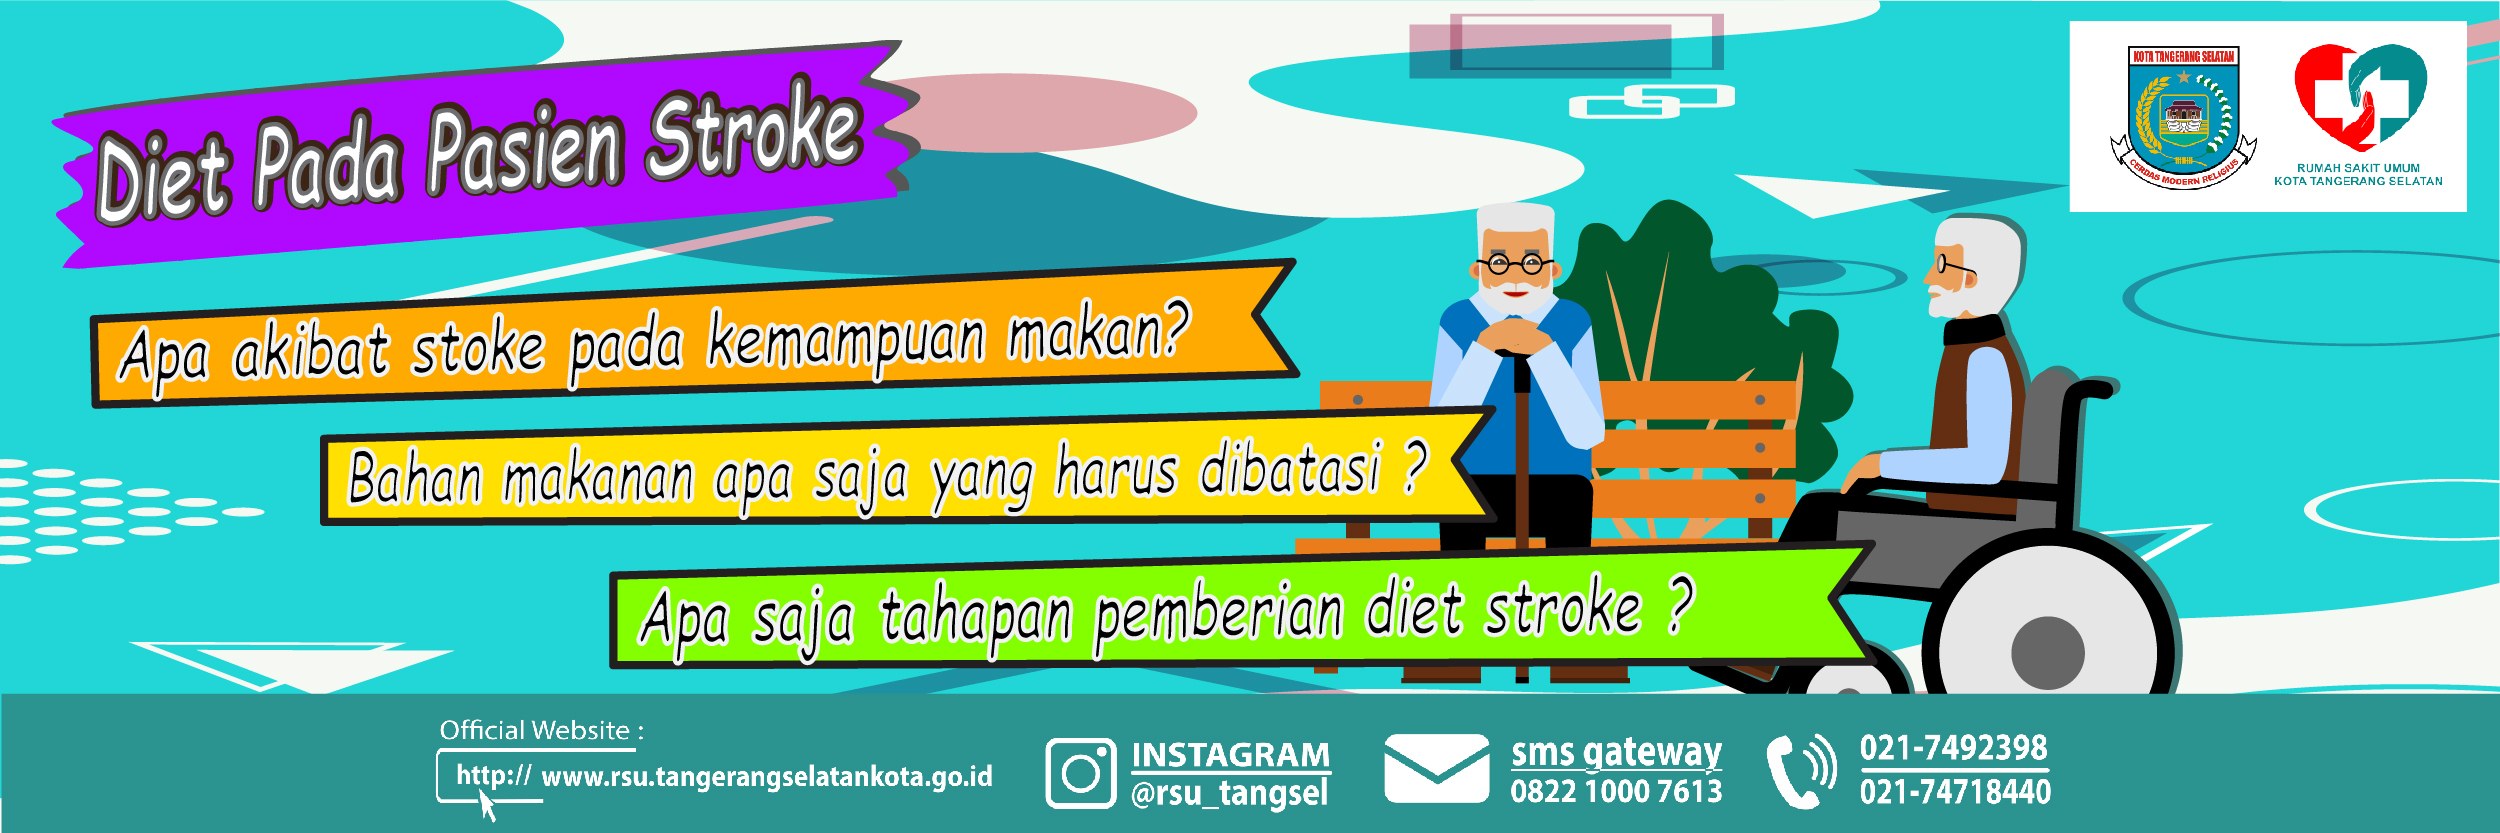 Diet Pada Pasien Stroke
KOTA TANGERANG SELATAN
CERDAS MODERN RELIGIUS
RUMAH SAKIT UMUM
KOTA TANGERANG SELATAN
Apa akibat stoke pada kemampuan makan?
Bahan makanan apa saja yang harus dibatasi ?
Apa saja tahapan pemberian diet stroke ?
Official Website :
http:// www.rsu.tangerangselatankota.go.id
INSTAGRAM
@rsu_tangsel
sms gateway
0822 1000 7613
021-7492398
021-74718440